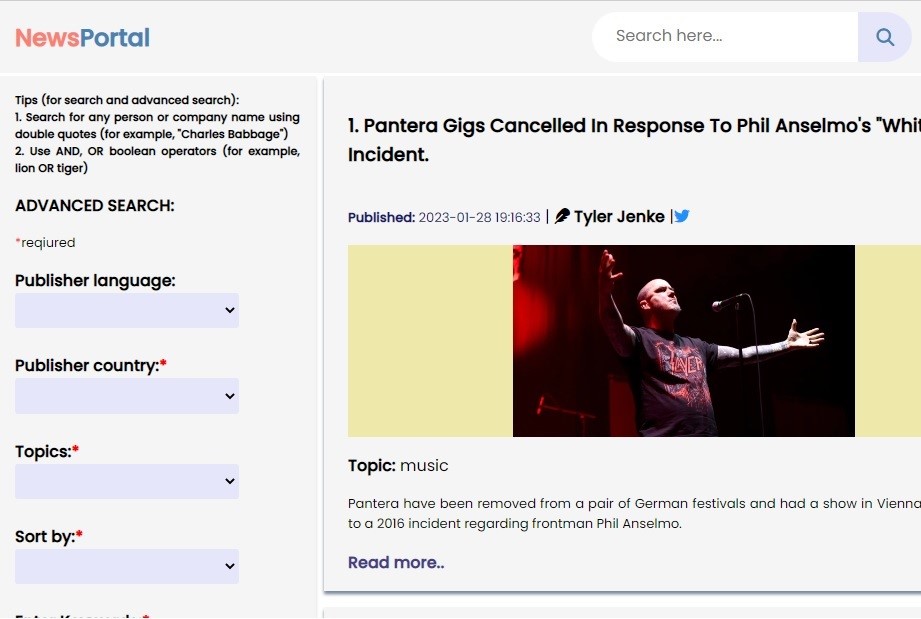 NewsPortal
Search here...
Tips (for search and advanced search):
1. Search for any person or company name using
double quotes (for example, "Charles Babbage")
2. Use AND, OR boolean operators (for example,
lion OR tiger)
ADVANCED SEARCH:
*reqiured
Publisher language:
Publisher country:*
Topics:*
Sort by:*
1. Pantera Gigs Cancelled In Response To Phil Anselmo's "Whit
Incident.
Published: 2023-01-28 19:16:33 | Tyler Jenke |
Topic: music
Pantera have been removed from a pair of German festivals and had a show in Vienna
to a 2016 incident regarding frontman Phil Anselmo.
Read more..